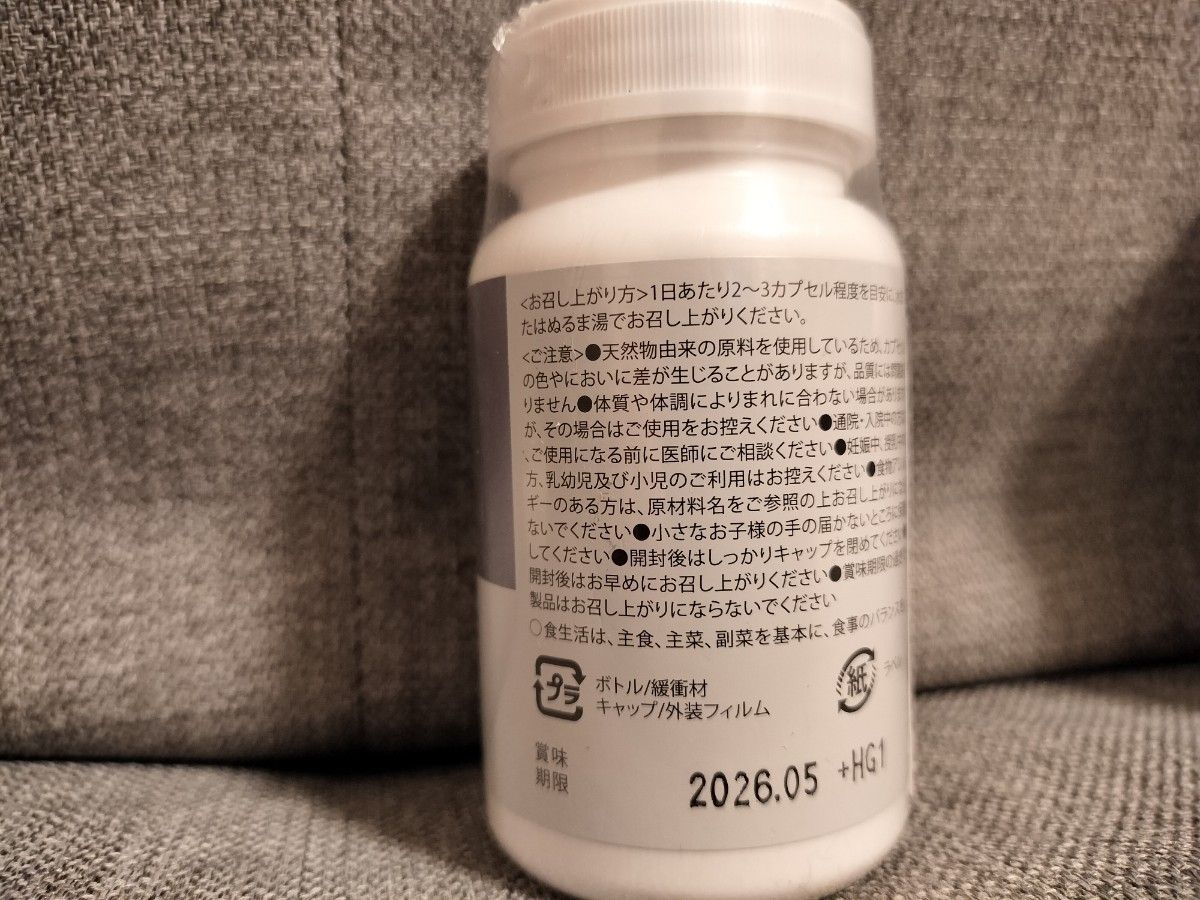 <お召し上がり方>1日あたり2〜3カプセル程度を目安に、
たはぬるま湯でお召し上がりください。
<ご注意>●天然物由来の原料を使用しているため、カプセ
の色やにおいに差が生じることがありますが、品質には
りません●体質や体調によりまれに合わない場合があり
が、その場合はご使用をお控えください●通院・入院中の
、ご使用になる前に医師にご相談ください●妊娠中、授乳
方、乳幼児及び小児のご利用はお控えください●食物
ギーのある方は、原材料名をご参照の上お召し上がりに
ないでください●小さなお子様の手の届かないところに
してください●開封後はしっかりキャップを閉めてください
開封後はお早めにお召し上がりください●賞味期限の
製品はお召し上がりにならないでください
○食生活は、主食、主菜、副菜を基本に、食事のバランス
プラ
ボトル/緩衝材
キャップ/外装フィルム
紙
ラベル
賞味
期限
2026.05 +HG1